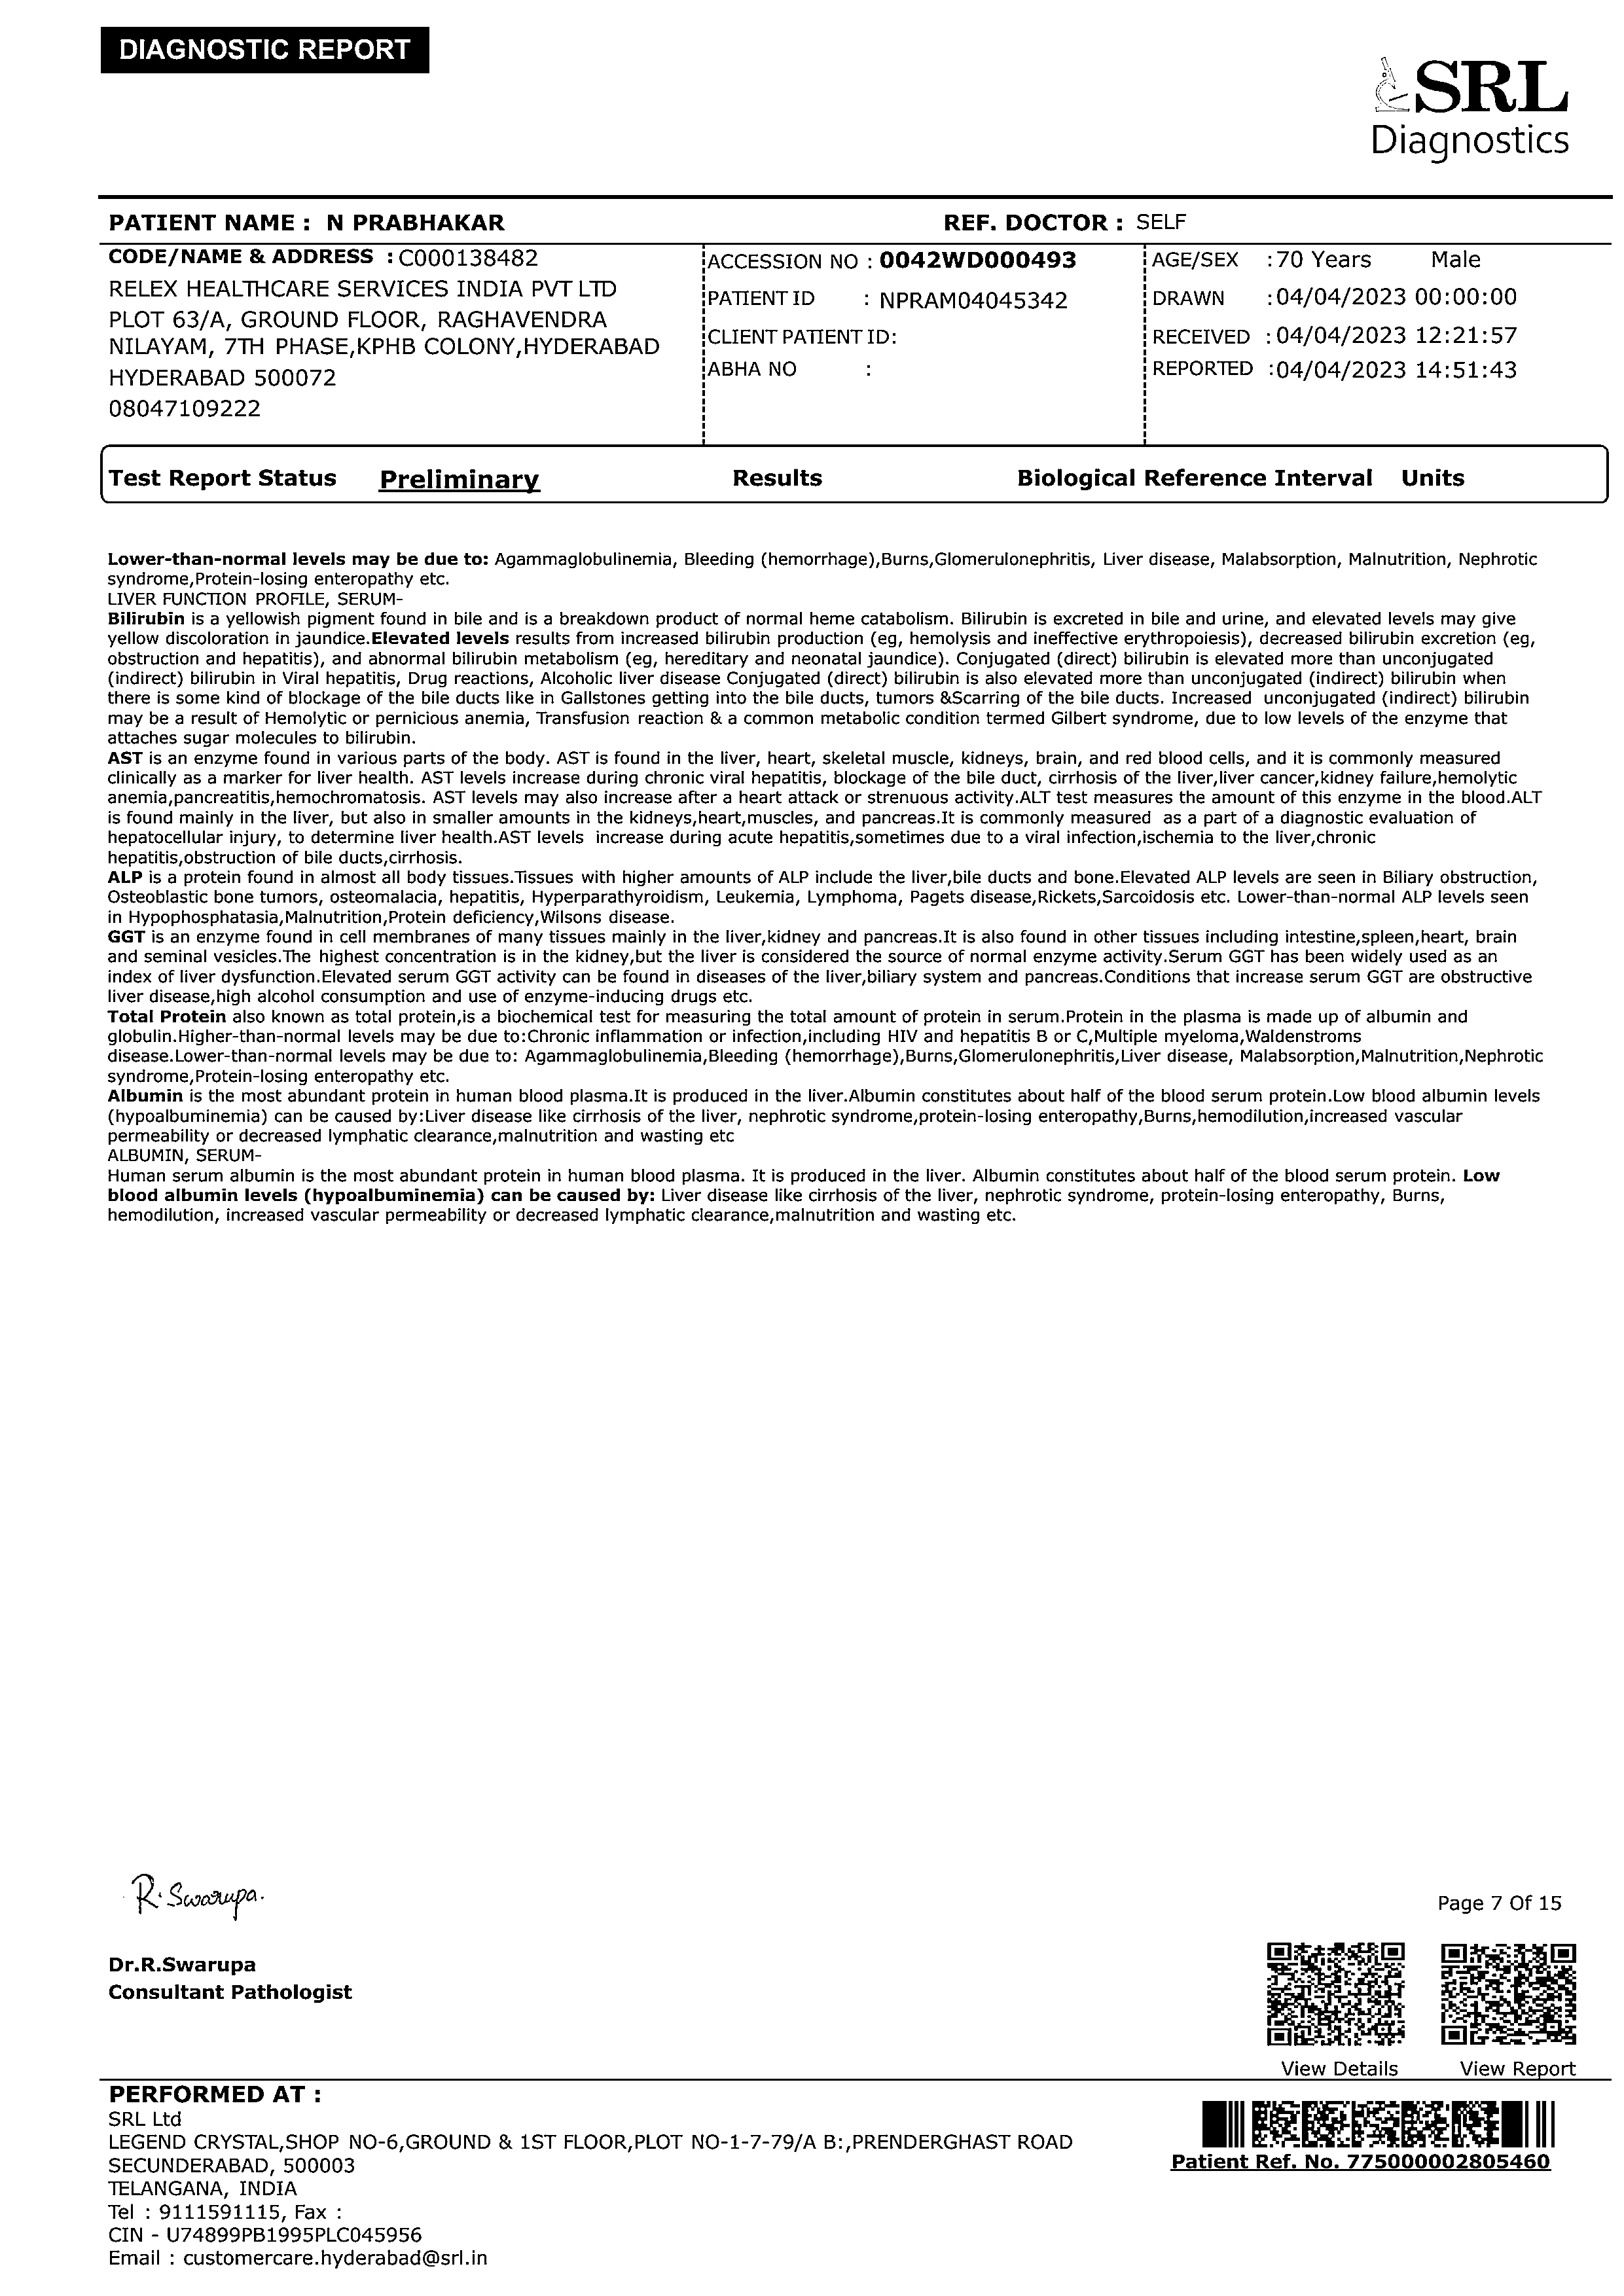 DIAGNOSTIC REPORT
SRL
Diagnostics
PATIENT NAME : N PRABHAKAR REF. DOCTOR : SELF
CODE/NAME & ADDRESS : C000138482 ACCESSION NO : 0042WD000493 AGE/SEX : 70 Years Male
RELEX HEALTHCARE SERVICES INDIA PVT LTD PATIENT ID : NPRAM04045342 DRAWN : 04/04/2023 00:00:00
PLOT 63/A, GROUND FLOOR, RAGHAVENDRA CLIENT PATIENT ID: RECEIVED : 04/04/2023 12:21:57
NILAYAM, 7TH PHASE,KPHB COLONY,HYDERABAD ABHA NO : REPORTED : 04/04/2023 14:51:43
HYDERABAD 500072
08047109222
Test Report Status Preliminary Results Biological Reference Interval Units
Lower-than-normal levels may be due to: Agammaglobulinemia, Bleeding (hemorrhage),Burns,Glomerulonephritis, Liver disease, Malabsorption, Malnutrition, Nephrotic
syndrome,Protein-losing enteropathy etc.
LIVER FUNCTION PROFILE, SERUM-
Bilirubin is a yellowish pigment found in bile and is a breakdown product of normal heme catabolism. Bilirubin is excreted in bile and urine, and elevated levels may give
yellow discoloration in jaundice.Elevated levels results from increased bilirubin production (eg, hemolysis and ineffective erythropoiesis), decreased bilirubin excretion (eg,
obstruction and hepatitis), and abnormal bilirubin metabolism (eg, hereditary and neonatal jaundice). Conjugated (direct) bilirubin is elevated more than unconjugated
(indirect) bilirubin in Viral hepatitis, Drug reactions, Alcoholic liver disease Conjugated (direct) bilirubin is also elevated more than unconjugated (indirect) bilirubin when
there is some kind of blockage of the bile ducts like in Gallstones getting into the bile ducts, tumors &Scarring of the bile ducts. Increased unconjugated (indirect) bilirubin
may be a result of Hemolytic or pernicious anemia, Transfusion reaction & a common metabolic condition termed Gilbert syndrome, due to low levels of the enzyme that
attaches sugar molecules to bilirubin.
AST is an enzyme found in various parts of the body. AST is found in the liver, heart, skeletal muscle, kidneys, brain, and red blood cells, and it is commonly measured
clinically as a marker for liver health. AST levels increase during chronic viral hepatitis, blockage of the bile duct, cirrhosis of the liver,liver cancer,kidney failure,hemolytic
anemia,pancreatitis,hemochromatosis. AST levels may also increase after a heart attack or strenuous activity.ALT test measures the amount of this enzyme in the blood.ALT
is found mainly in the liver, but also in smaller amounts in the kidneys,heart,muscles, and pancreas.It is commonly measured as a part of a diagnostic evaluation of
hepatocellular injury, to determine liver health.AST levels increase during acute hepatitis,sometimes due to a viral infection,ischemia to the liver,chronic
hepatitis,obstruction of bile ducts,cirrhosis.
ALP is a protein found in almost all body tissues.Tissues with higher amounts of ALP include the liver,bile ducts and bone.Elevated ALP levels are seen in Biliary obstruction,
Osteoblastic bone tumors, osteomalacia, hepatitis, Hyperparathyroidism, Leukemia, Lymphoma, Pagets disease,Rickets,Sarcoidosis etc. Lower-than-normal ALP levels seen
in Hypophosphatasia,Malnutrition,Protein deficiency,Wilsons disease.
GGT is an enzyme found in cell membranes of many tissues mainly in the liver,kidney and pancreas.It is also found in other tissues including intestine,spleen,heart, brain
and seminal vesicles.The highest concentration is in the kidney,but the liver is considered the source of normal enzyme activity.Serum GGT has been widely used as an
index of liver dysfunction.Elevated serum GGT activity can be found in diseases of the liver,biliary system and pancreas.Conditions that increase serum GGT are obstructive
liver disease,high alcohol consumption and use of enzyme-inducing drugs etc.
Total Protein also known as total protein,is a biochemical test for measuring the total amount of protein in serum.Protein in the plasma is made up of albumin and
globulin.Higher-than-normal levels may be due to:Chronic inflammation or infection,including HIV and hepatitis B or C,Multiple myeloma,Waldenstroms
disease.Lower-than-normal levels may be due to: Agammaglobulinemia,Bleeding (hemorrhage),Burns,Glomerulonephritis,Liver disease, Malabsorption,Malnutrition,Nephrotic
syndrome,Protein-losing enteropathy etc.
Albumin is the most abundant protein in human blood plasma.It is produced in the liver.Albumin constitutes about half of the blood serum protein.Low blood albumin levels
(hypoalbuminemia) can be caused by:Liver disease like cirrhosis of the liver, nephrotic syndrome,protein-losing enteropathy,Burns,hemodilution,increased vascular
permeability or decreased lymphatic clearance,malnutrition and wasting etc
ALBUMIN, SERUM-
Human serum albumin is the most abundant protein in human blood plasma. It is produced in the liver. Albumin constitutes about half of the blood serum protein. Low
blood albumin levels (hypoalbuminemia) can be caused by: Liver disease like cirrhosis of the liver, nephrotic syndrome, protein-losing enteropathy, Burns,
hemodilution, increased vascular permeability or decreased lymphatic clearance,malnutrition and wasting etc.
R. Swarupa.
Page 7 Of 15
Dr.R.Swarupa
Consultant Pathologist
View Details View Report
PERFORMED AT :
SRL Ltd
LEGEND CRYSTAL,SHOP NO-6,GROUND & 1ST FLOOR,PLOT NO-1-7-79/A B:,PRENDERGHAST ROAD
SECUNDERABAD, 500003
TELANGANA, INDIA
Tel : 9111591115, Fax :
CIN - U74899PB1995PLC045956
Email : customercare.hyderabad@srl.in
Patient Ref. No. 775000002805460